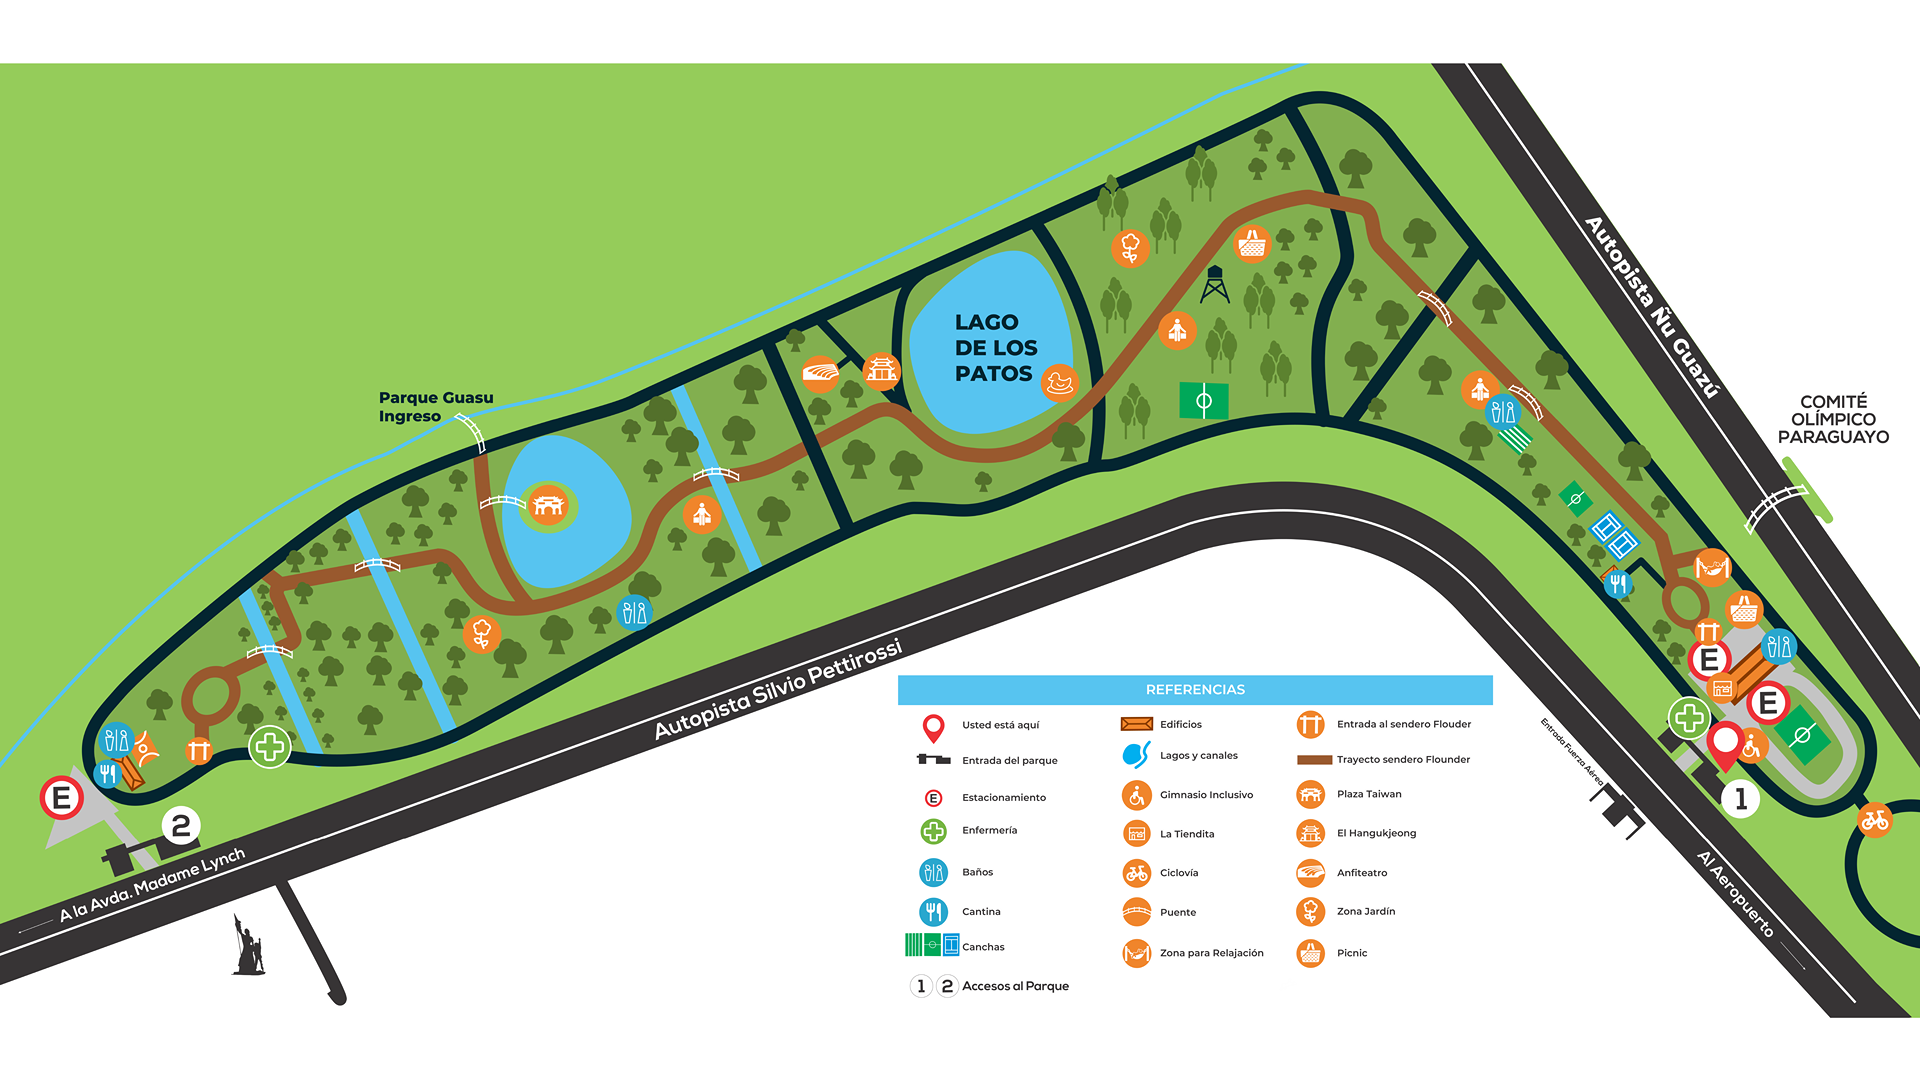 Autopista Ñu Guazú
COMITÉ
OLÍMPICO
PARAGUAYO
LAGO
DE LOS
PATOS
Parque Guasu
Ingreso
Autopista Silvio Pettirossi
A la Avda. Madame Lynch
Entrada Fuerza Aérea
Al Aeropuerto
E
2
E
E
1
REFERENCIAS
Usted está aquí
Entrada del parque
E Estacionamiento
Enfermería
Baños
Cantina
Canchas
1 2 Accesos al Parque
Edificios
Lagos y canales
Gimnasio Inclusivo
La Tiendita
Ciclovía
Puente
Zona para Relajación
Entrada al sendero Flouder
Trayecto sendero Flounder
Plaza Taiwan
El Hangukjeong
Anfiteatro
Zona Jardín
Picnic